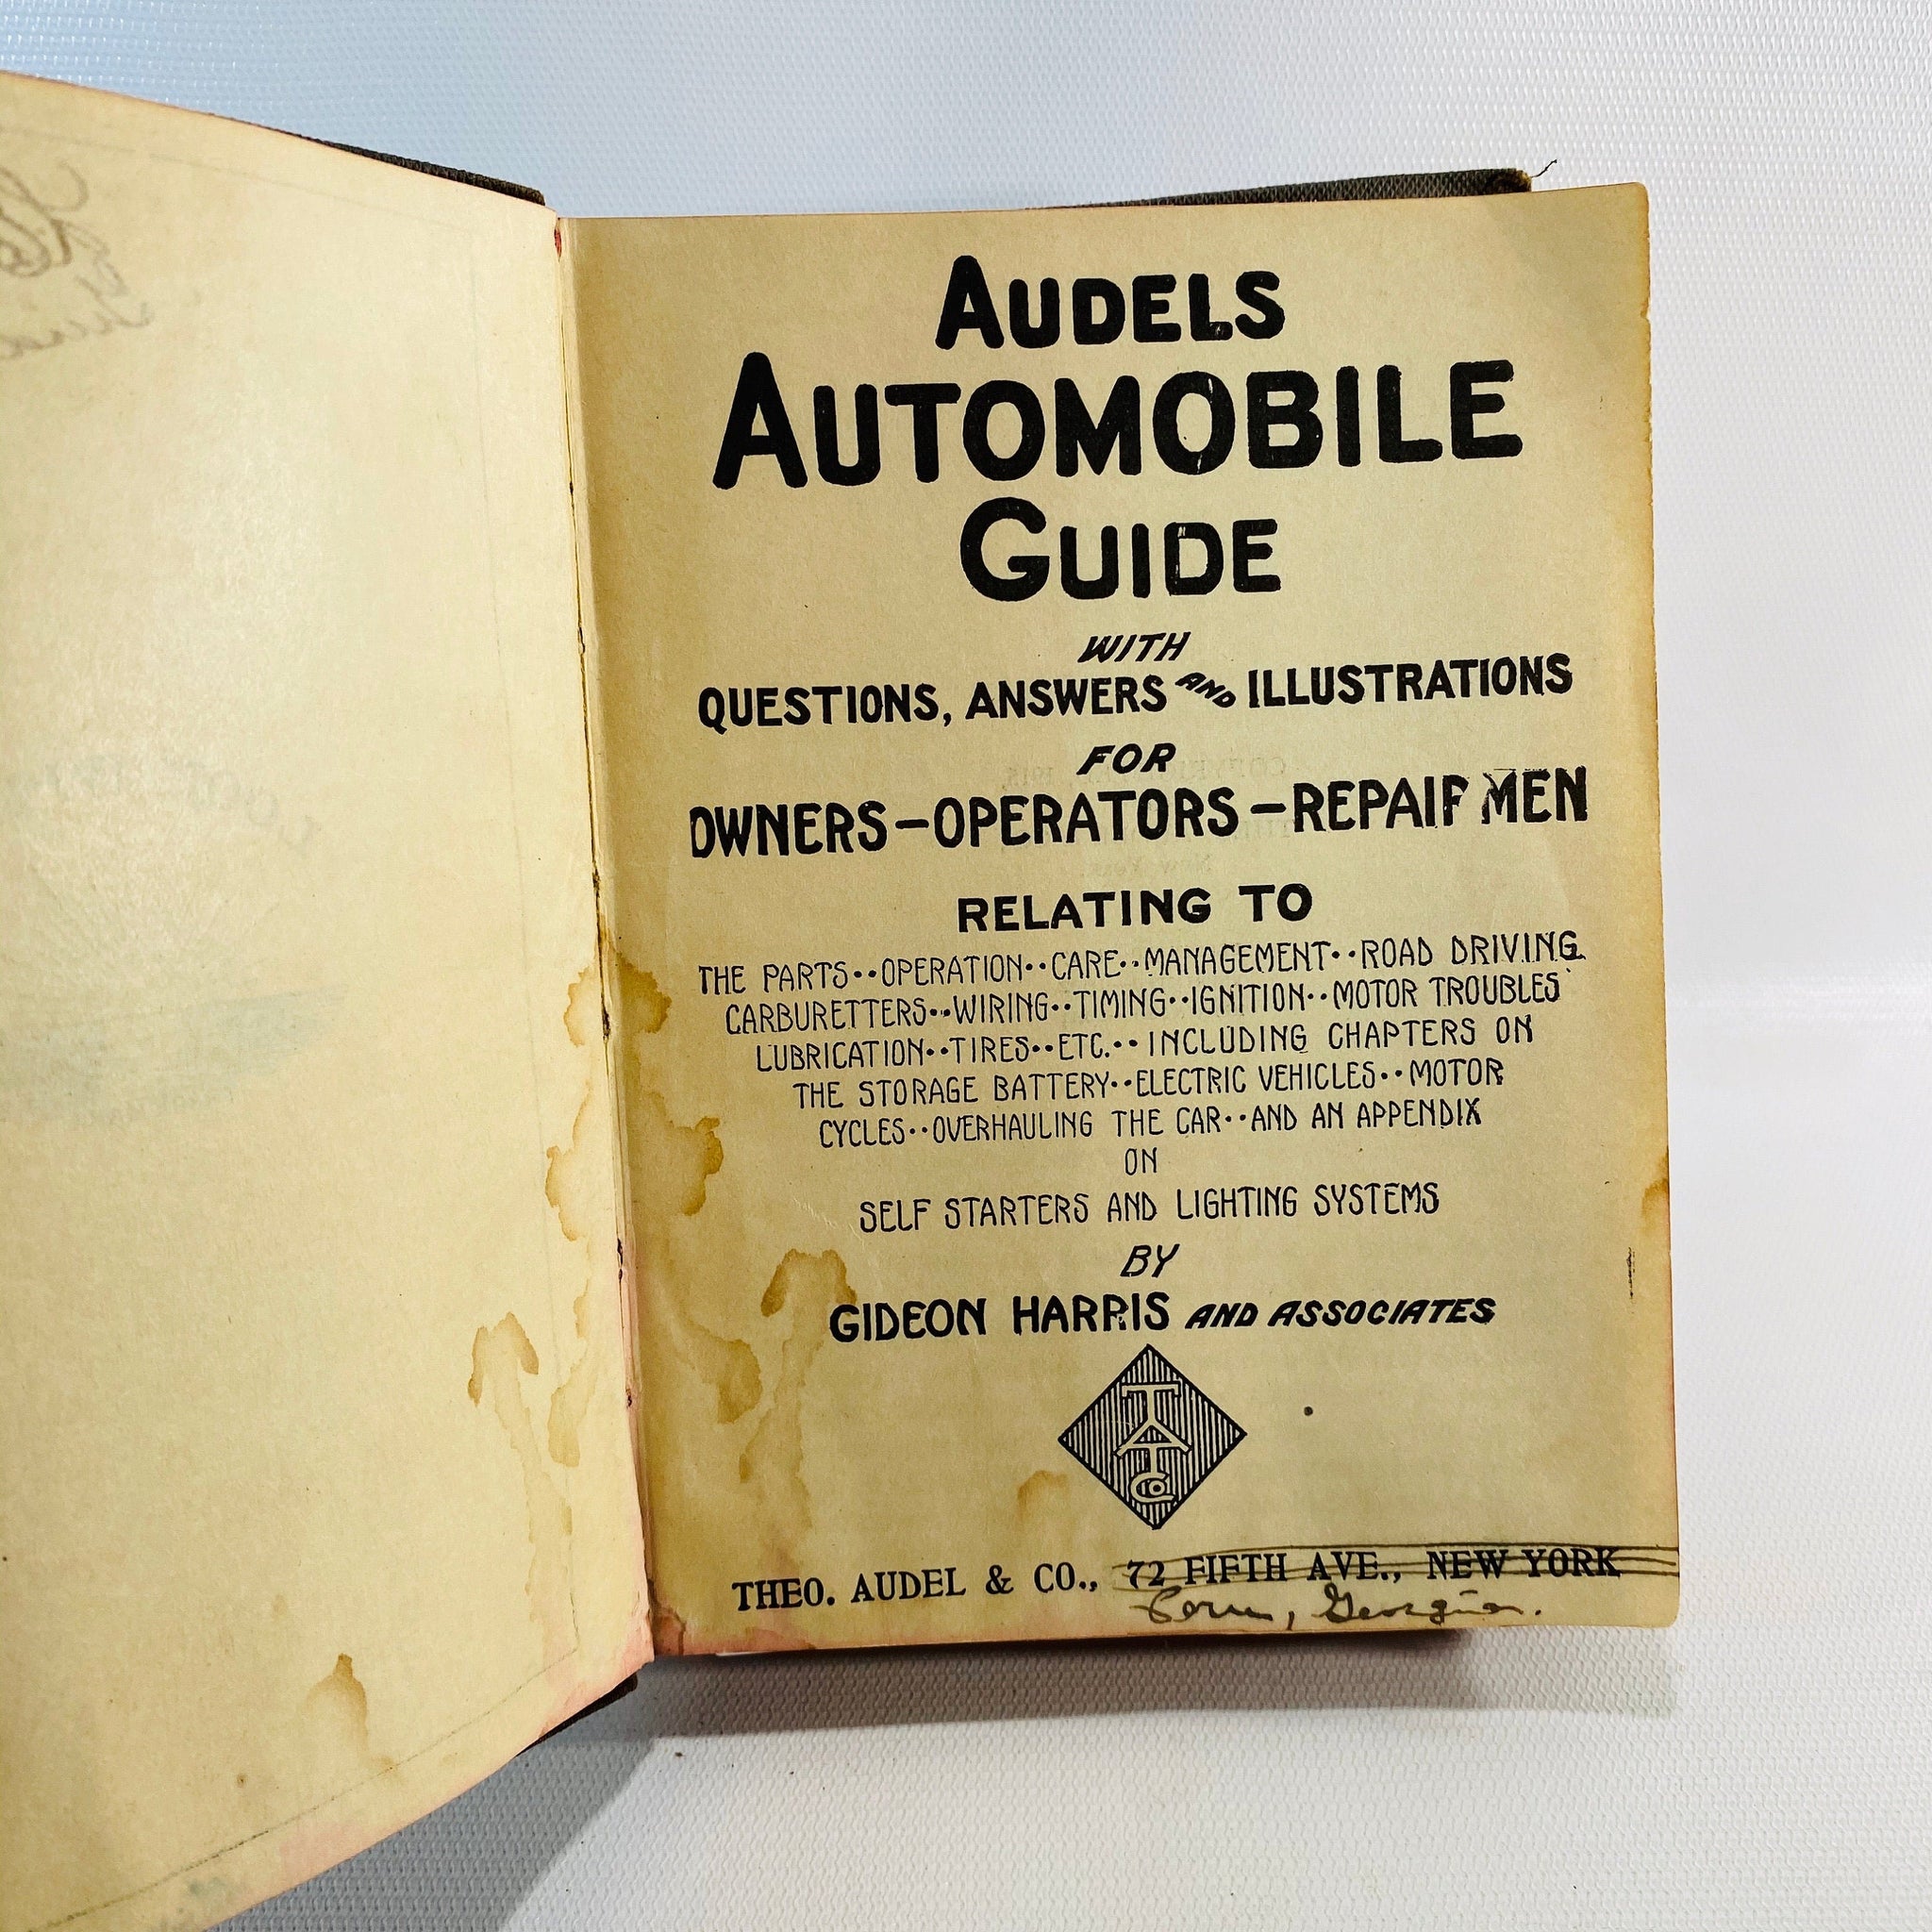 AUDELS
AUTOMOBILE
GUIDE
WITH
QUESTIONS, ANSWERS AND ILLUSTRATIONS
FOR
OWNERS-OPERATORS-REPAIR MEN
RELATING TO
THE PARTS··OPERATION··CARE··MANAGEMENT··ROAD DRIVING
CARBURETTERS··WIRING··TIMING··IGNITION··MOTOR TROUBLES
LUBRICATION··TIRES··ETC.··INCLUDING CHAPTERS ON
THE STORAGE BATTERY··ELECTRIC VEHICLES··MOTOR
CYCLES··OVERHAULING THE CAR··AND AN APPENDIX
ON
SELF STARTERS AND LIGHTING SYSTEMS
BY
GIDEON HARRIS AND ASSOCIATES
TATCO
THEO. AUDEL & CO., 72 FIFTH AVE., NEW YORK
Georgia.